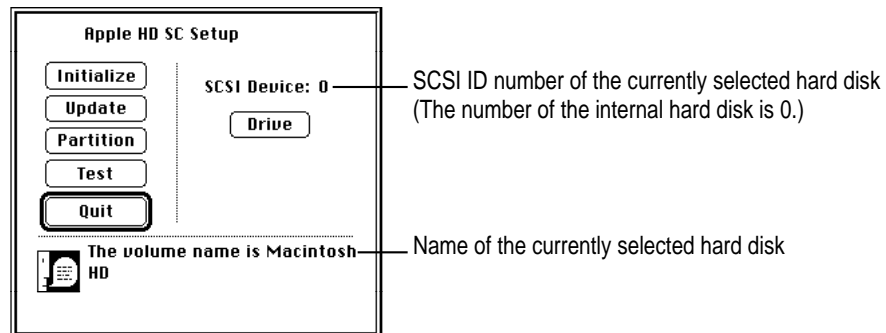 Apple HD SC Setup
Initialize
Update
Partition
Test
Quit
SCSI Device: 0
Drive
The volume name is Macintosh
HD
SCSI ID number of the currently selected hard disk
(The number of the internal hard disk is 0.)
Name of the currently selected hard disk